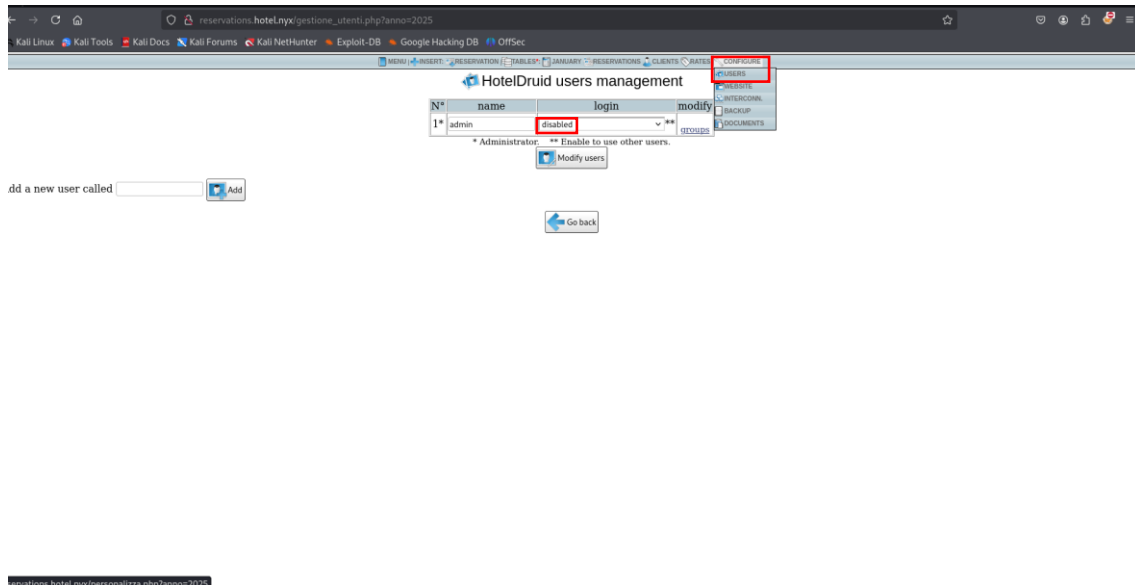 reservations.hotel.nyx/gestione_utenti.php?anno=2025
Kali Linux Kali Tools Kali Docs Kali Forums Kali NetHunter Exploit-DB Google Hacking DB OffSec
MENU INSERT: RESERVATION TABLES*: JANUARY RESERVATIONS CLIENTS RATES CONFIGURE
USERS
WEBSITE
INTERCONN.
BACKUP
DOCUMENTS
HotelDruid users management
N° name login modify
1* admin disabled ** groups
* Administrator. ** Enable to use other users.
Modify users
dd a new user called Add
Go back
servations.hotel.nyx/personalizza.php?anno=2025